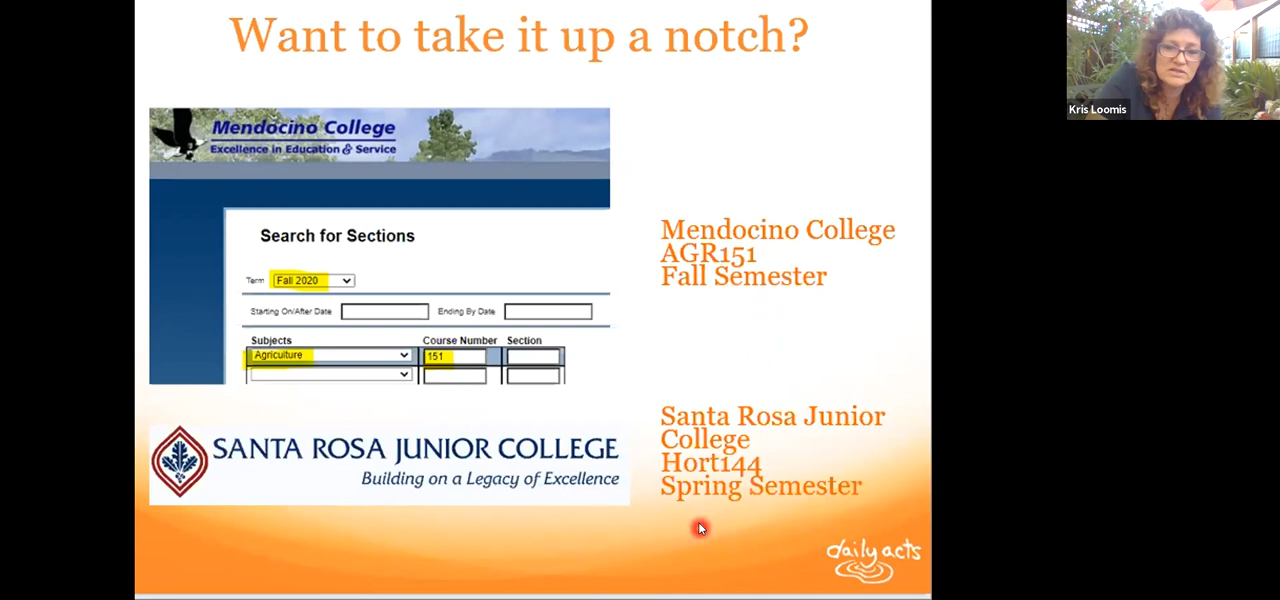 Want to take it up a notch?
Kris Loomis
Mendocino College
Excellence in Education & Service
Search for Sections
Term Fall 2020
Starting On/After Date Ending By Date
Subjects Course Number Section
Agriculture 151
Mendocino College
AGR151
Fall Semester
SANTA ROSA JUNIOR COLLEGE
Building on a Legacy of Excellence
Santa Rosa Junior
College
Hort144
Spring Semester
daily acts